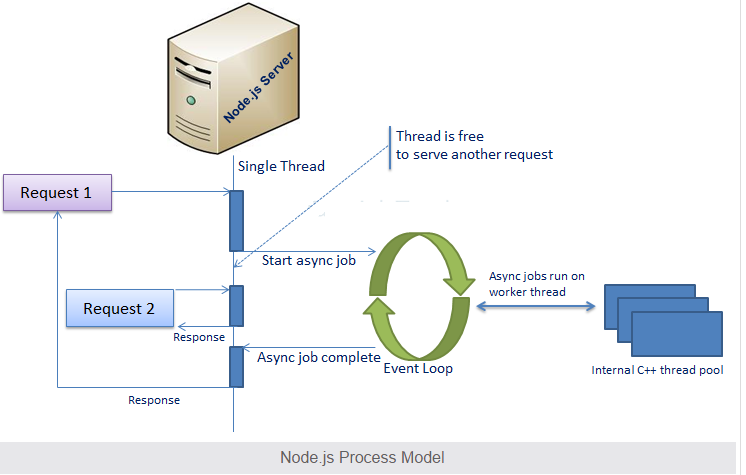 Node.js Server
Thread is free
to serve another request
Single Thread
Request 1
Start async job
Async jobs run on
worker thread
Request 2
Response
Async job complete
Event Loop
Internal C++ thread pool
Response
Node.js Process Model